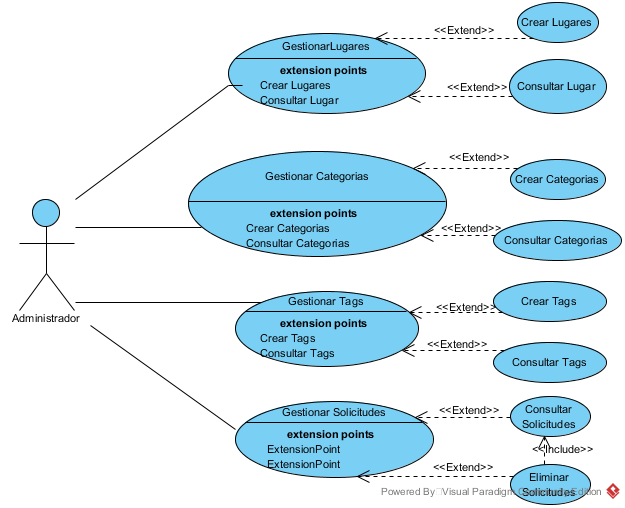 Crear Lugares
<<Extend>>
GestionarLugares
extension points
Crear Lugares
Consultar Lugar
<<Extend>>
Consultar Lugar
<<Extend>>
Gestionar Categorias
Crear Categorias
extension points
Crear Categorias
Consultar Categorias
<<Extend>>
Consultar Categorias
Administrador
Gestionar Tags
extension points
Crear Tags
Consultar Tags
<<Extend>>
Crear Tags
<<Extend>>
Consultar Tags
Gestionar Solicitudes
extension points
ExtensionPoint
ExtensionPoint
<<Extend>>
Consultar
Solicitudes
<<Include>>
<<Extend>>
Eliminar
Solicitudes
Powered By Visual Paradigm Community Edition